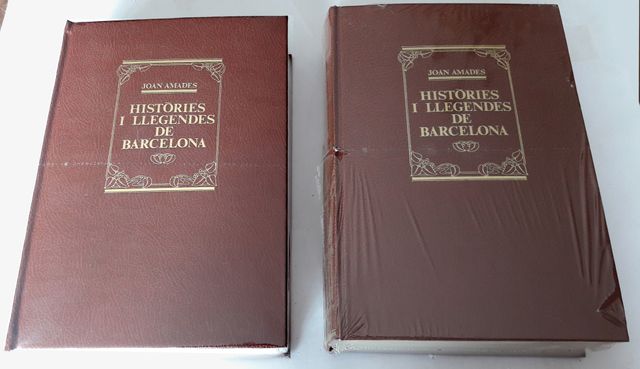 JOAN AMADES
HISTÒRIES
I LLEGENDES
DE
BARCELONA
JOAN AMADES
HISTÒRIES
I LLEGENDES
DE
BARCELONA